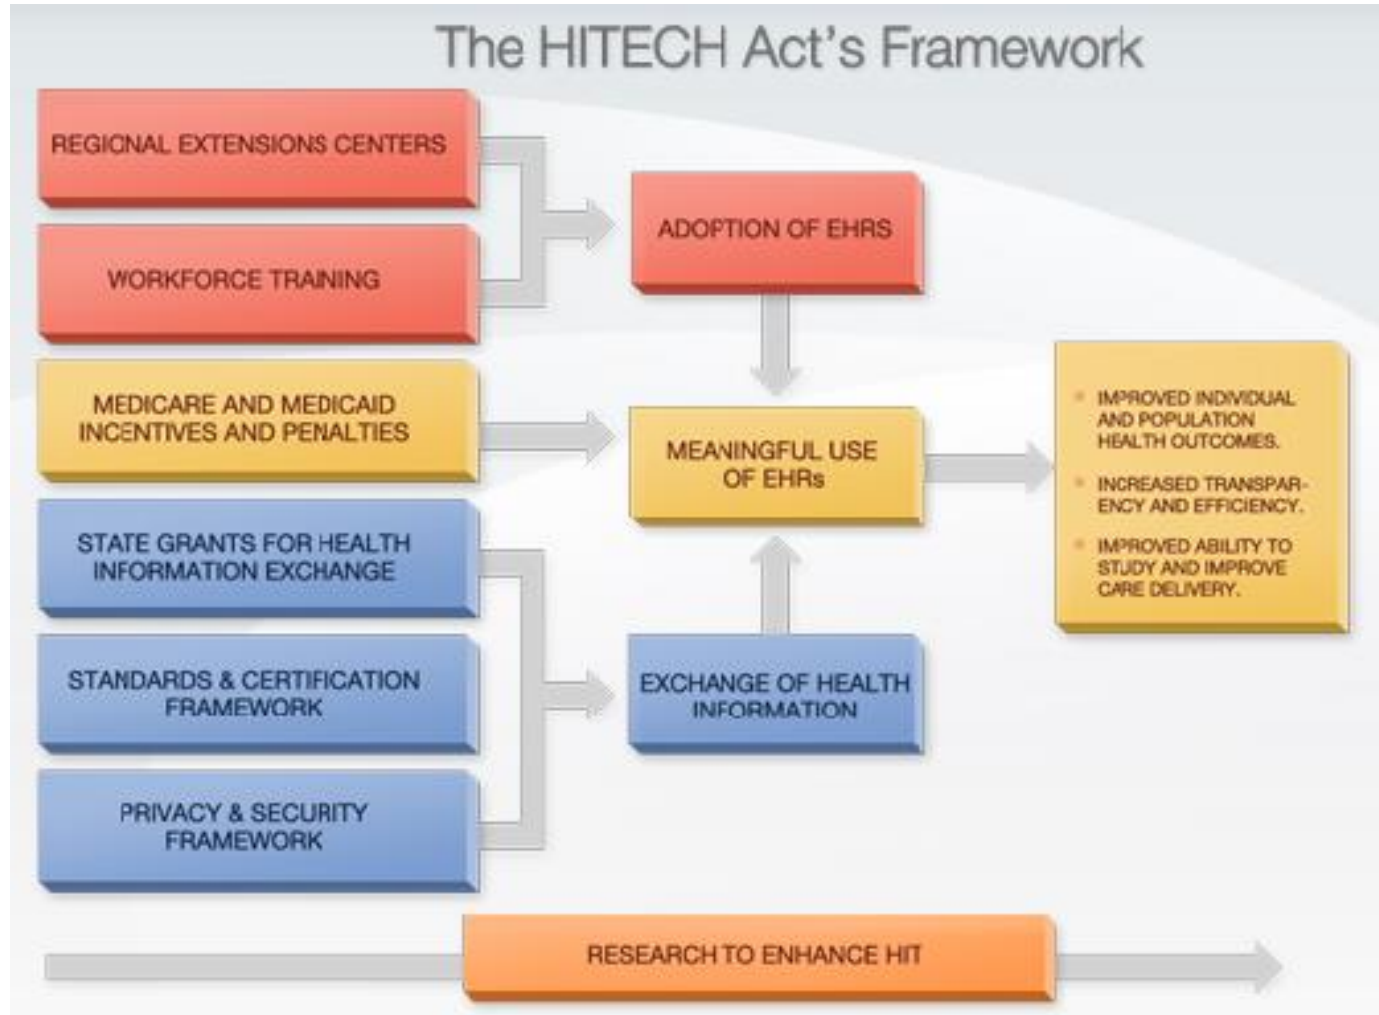 The HITECH Act's Framework
REGIONAL EXTENSIONS CENTERS
WORKFORCE TRAINING
MEDICARE AND MEDICAID
INCENTIVES AND PENALTIES
STATE GRANTS FOR HEALTH
INFORMATION EXCHANGE
STANDARDS & CERTIFICATION
FRAMEWORK
PRIVACY & SECURITY
FRAMEWORK
ADOPTION OF EHRS
MEANINGFUL USE
OF EHRs
EXCHANGE OF HEALTH
INFORMATION
IMPROVED INDIVIDUAL
AND POPULATION
HEALTH OUTCOMES.
INCREASED TRANSPAR-
ENCY AND EFFICIENCY.
IMPROVED ABILITY TO
STUDY AND IMPROVE
CARE DELIVERY.
RESEARCH TO ENHANCE HIT